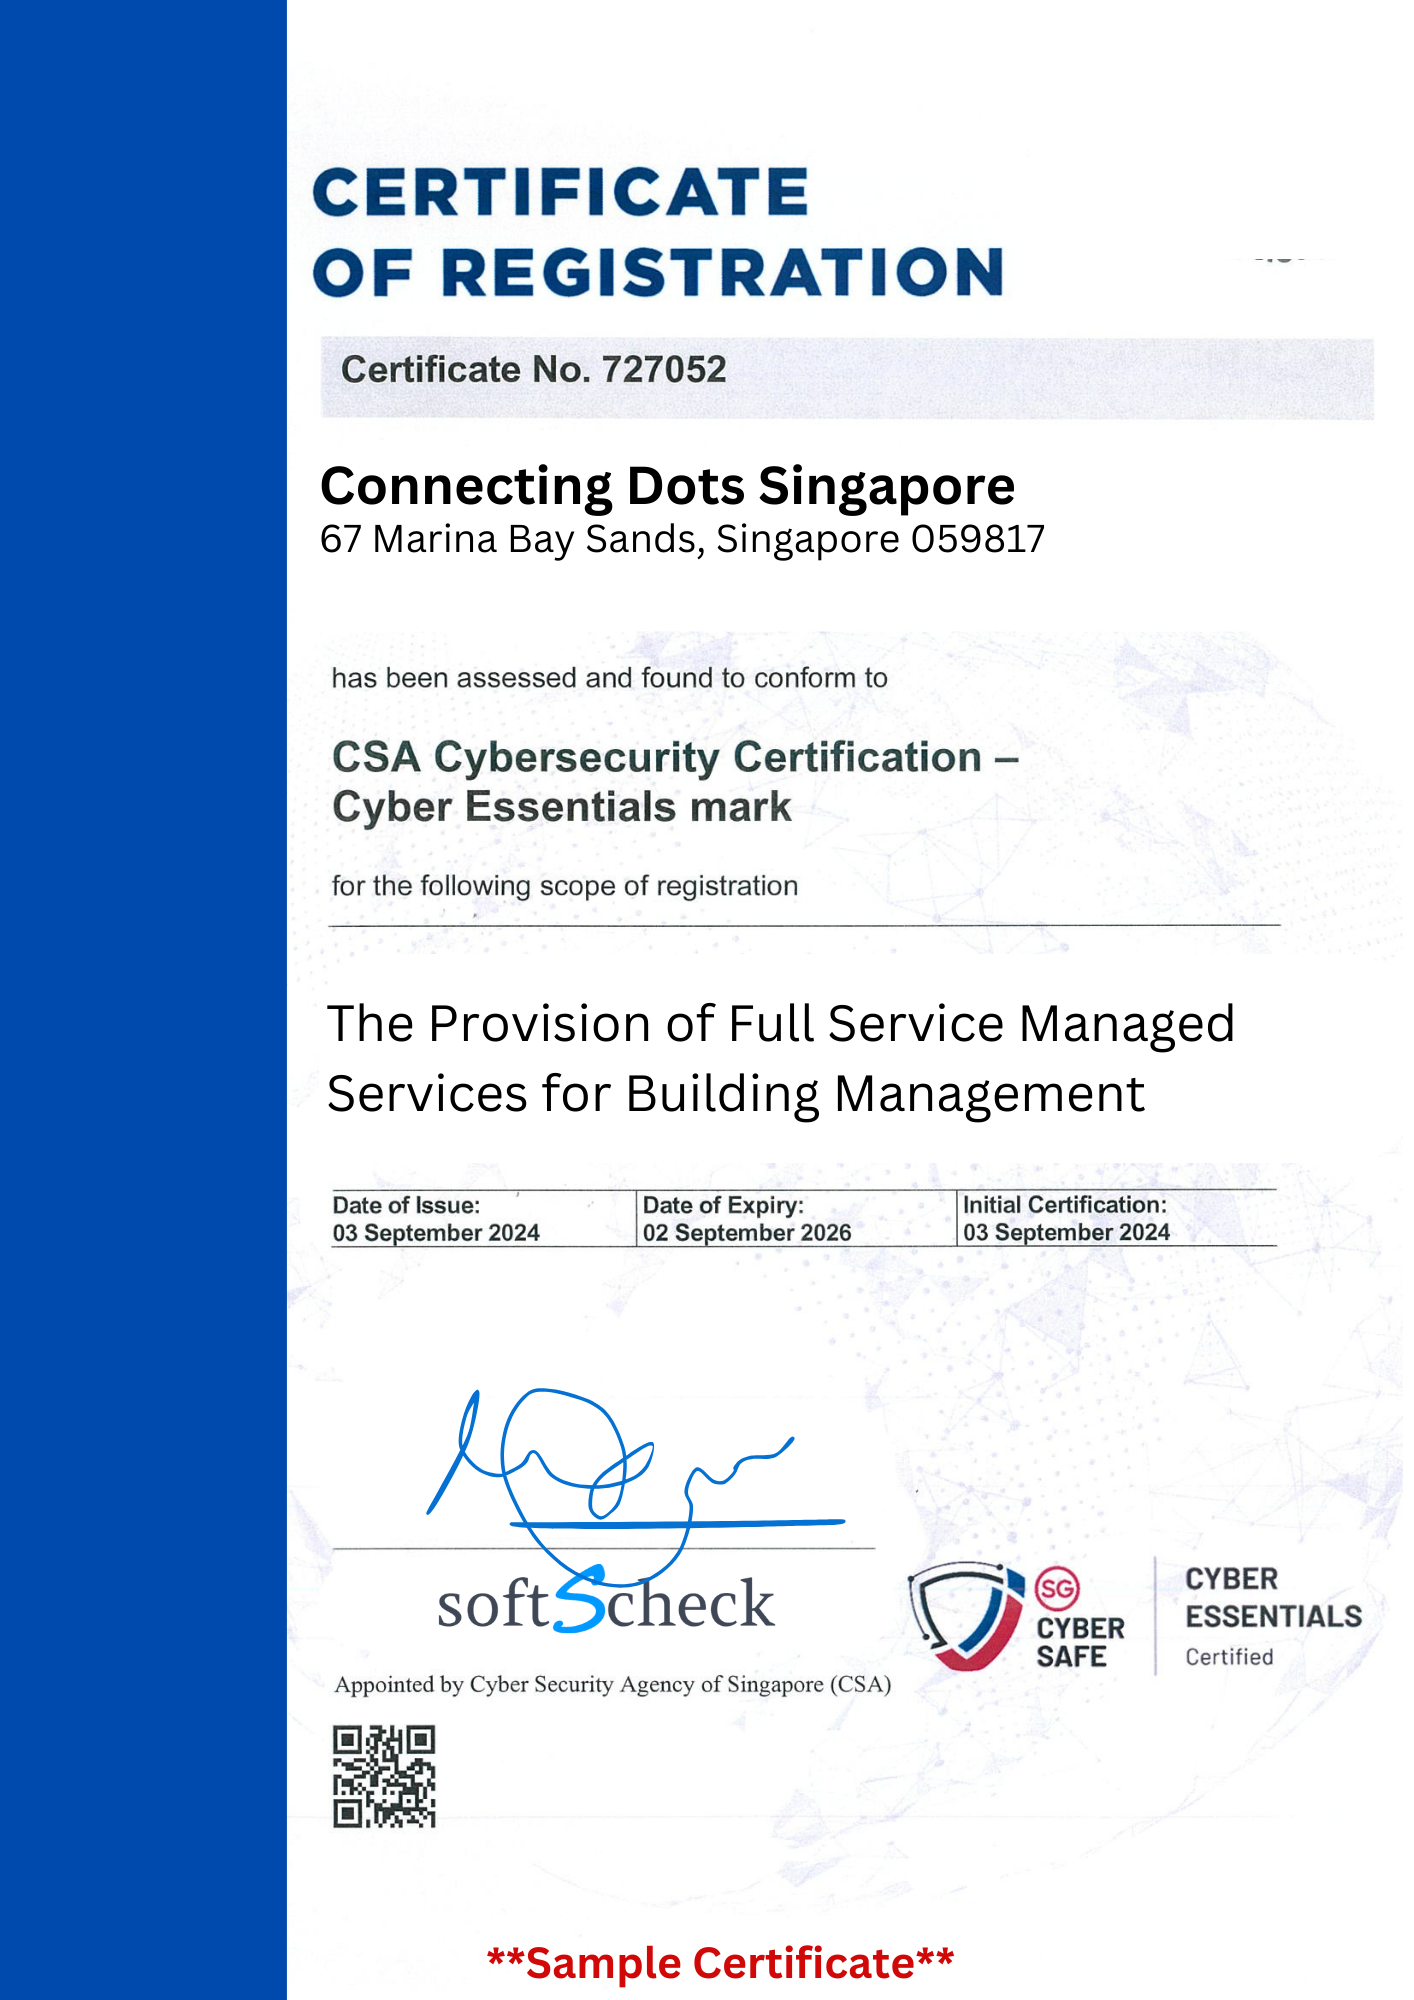 CERTIFICATE
OF REGISTRATION
Certificate No. 727052
Connecting Dots Singapore
67 Marina Bay Sands, Singapore 059817
has been assessed and found to conform to
CSA Cybersecurity Certification –
Cyber Essentials mark
for the following scope of registration
The Provision of Full Service Managed
Services for Building Management
Date of Issue:
03 September 2024
Date of Expiry:
02 September 2026
Initial Certification:
03 September 2024
softScheck
Appointed by Cyber Security Agency of Singapore (CSA)
SG
CYBER
SAFE
CYBER
ESSENTIALS
Certified
**Sample Certificate**